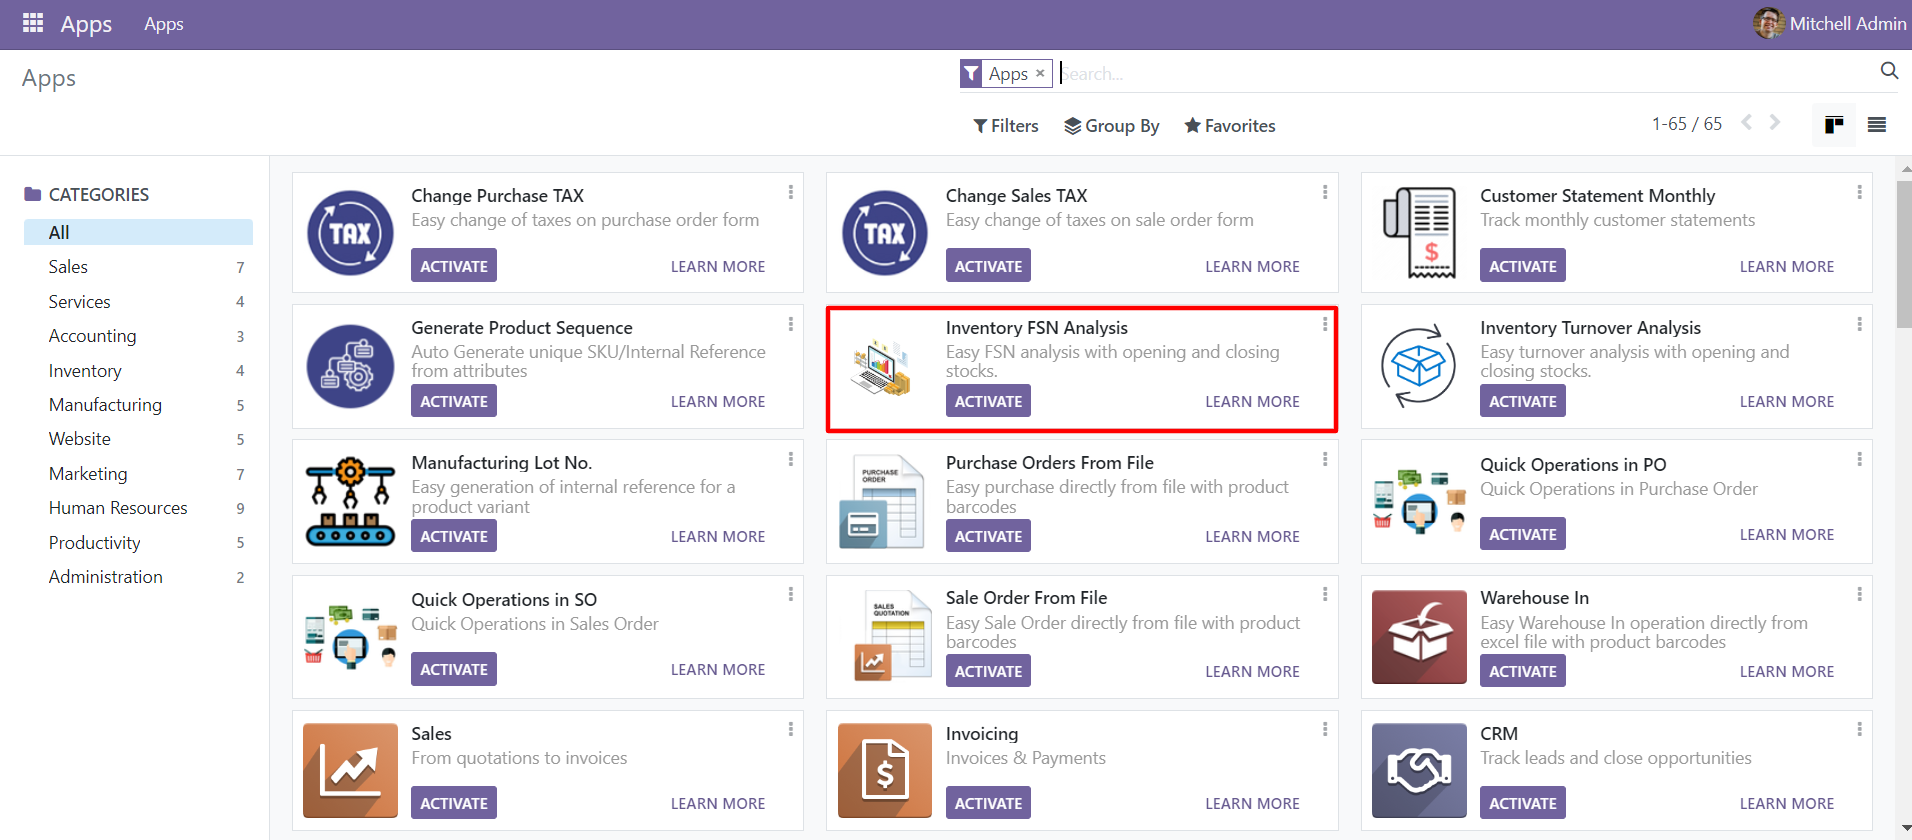 Apps Apps Mitchell Admin
Apps
Apps × Search...
Filters Group By Favorites
1-65 / 65
CATEGORIES
All
Sales 7
Services 4
Accounting 3
Inventory 4
Manufacturing 5
Website 5
Marketing 7
Human Resources 9
Productivity 5
Administration 2
TAX
Change Purchase TAX
Easy change of taxes on purchase order form
ACTIVATE LEARN MORE
TAX
Change Sales TAX
Easy change of taxes on sale order form
ACTIVATE LEARN MORE
$
Customer Statement Monthly
Track monthly customer statements
ACTIVATE LEARN MORE
Generate Product Sequence
Auto Generate unique SKU/Internal Reference
from attributes
ACTIVATE LEARN MORE
Inventory FSN Analysis
Easy FSN analysis with opening and closing
stocks.
ACTIVATE LEARN MORE
Inventory Turnover Analysis
Easy turnover analysis with opening and
closing stocks.
ACTIVATE LEARN MORE
Manufacturing Lot No.
Easy generation of internal reference for a
product variant
ACTIVATE LEARN MORE
PURCHASE
ORDER
Purchase Orders From File
Easy purchase directly from file with product
barcodes
ACTIVATE LEARN MORE
Quick Operations in PO
Quick Operations in Purchase Order
ACTIVATE LEARN MORE
Quick Operations in SO
Quick Operations in Sales Order
ACTIVATE LEARN MORE
SALES
QUOTATION
Sale Order From File
Easy Sale Order directly from file with product
barcodes
ACTIVATE LEARN MORE
Warehouse In
Easy Warehouse In operation directly from
excel file with product barcodes
ACTIVATE LEARN MORE
Sales
From quotations to invoices
ACTIVATE LEARN MORE
$
Invoicing
Invoices & Payments
ACTIVATE LEARN MORE
CRM
Track leads and close opportunities
ACTIVATE LEARN MORE